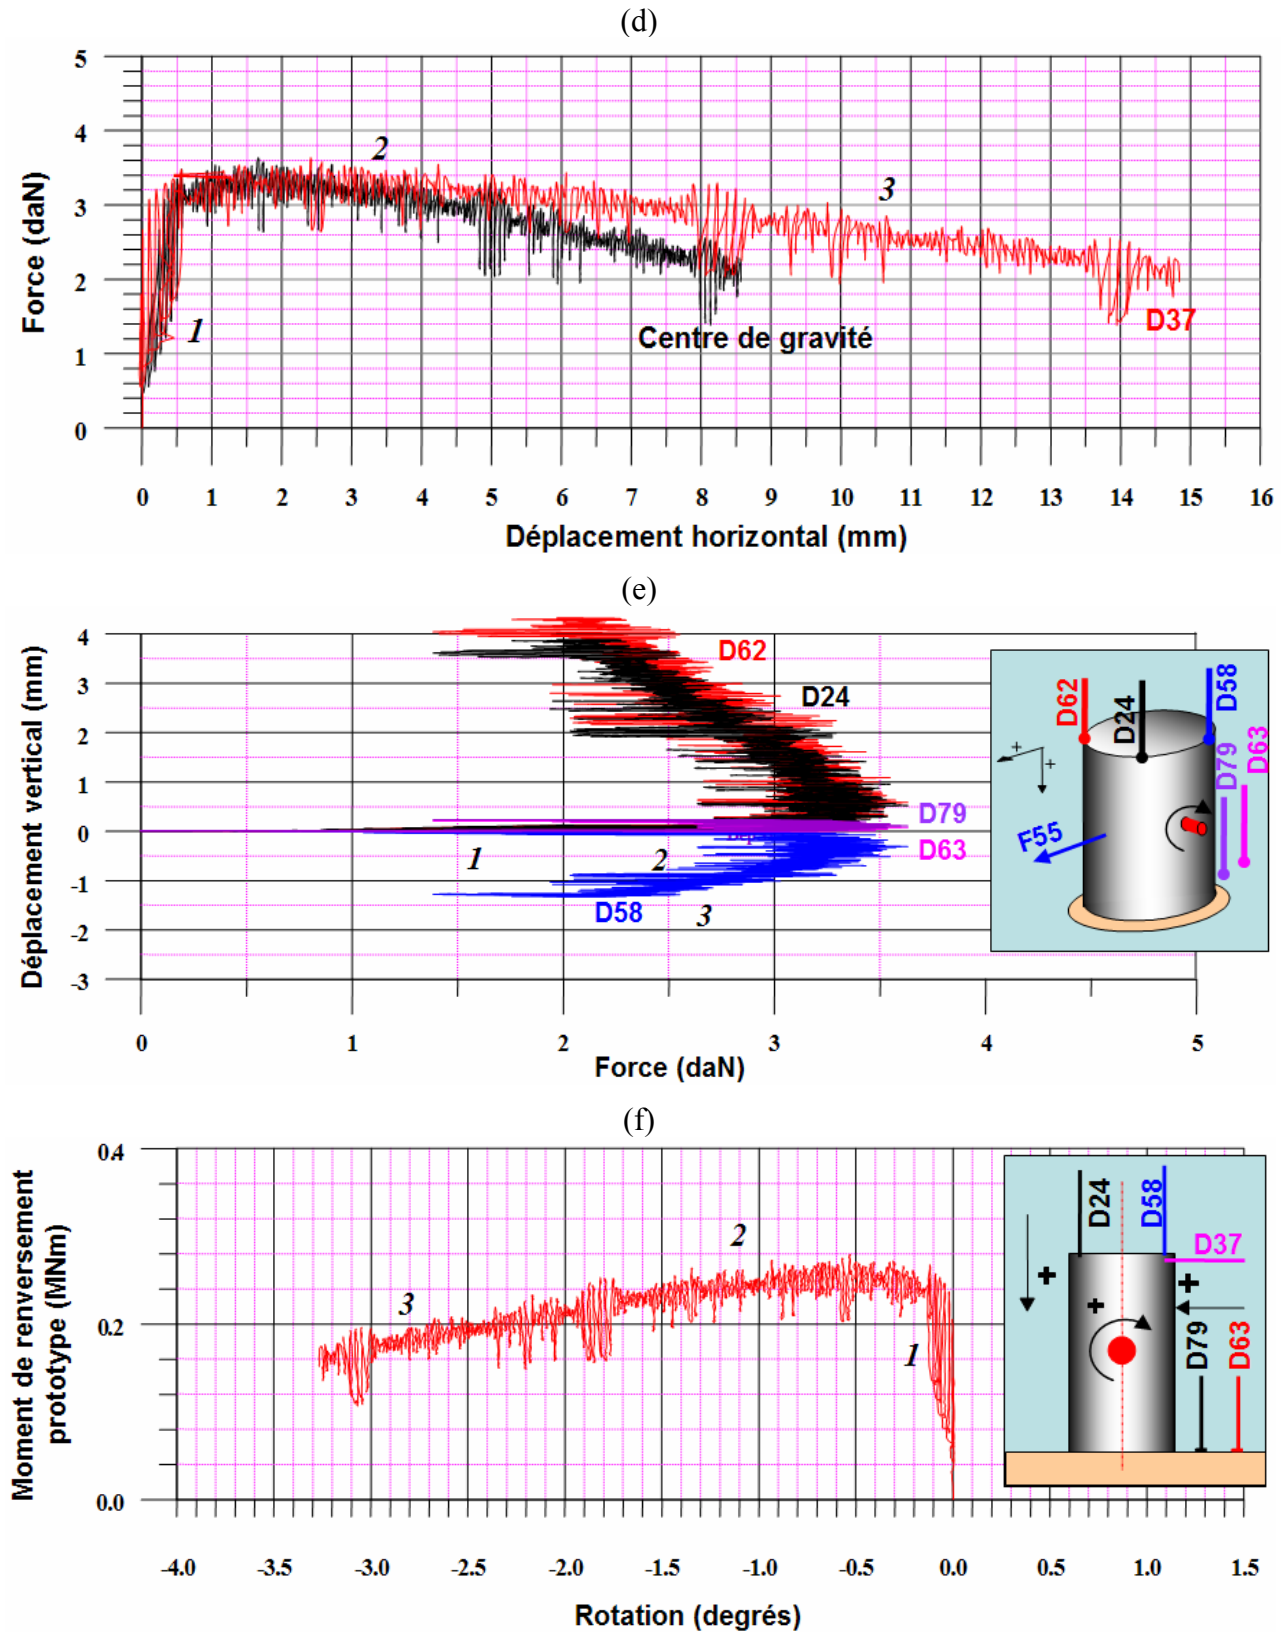 (d)
5
4
3
2
1
0
Force (daN)
2
3
1
Centre de gravité
D37
0 1 2 3 4 5 6 7 8 9 10 11 12 13 14 15 16
Déplacement horizontal (mm)
(e)
4
3
2
1
0
-1
-2
-3
Déplacement vertical (mm)
D62
D24
D79
D63
1
2
3
D58
D62
D24
D58
D79
D63
F55
+
+
0 1 2 3 4 5
Force (daN)
(f)
0.4
0.2
0.0
Moment de renversement
prototype (MNm)
2
3
1
D24
D58
D37
+
+
+
D79
D63
-4.0 -3.5 -3.0 -2.5 -2.0 -1.5 -1.0 -0.5 0.0 0.5 1.0 1.5
Rotation (degrés)